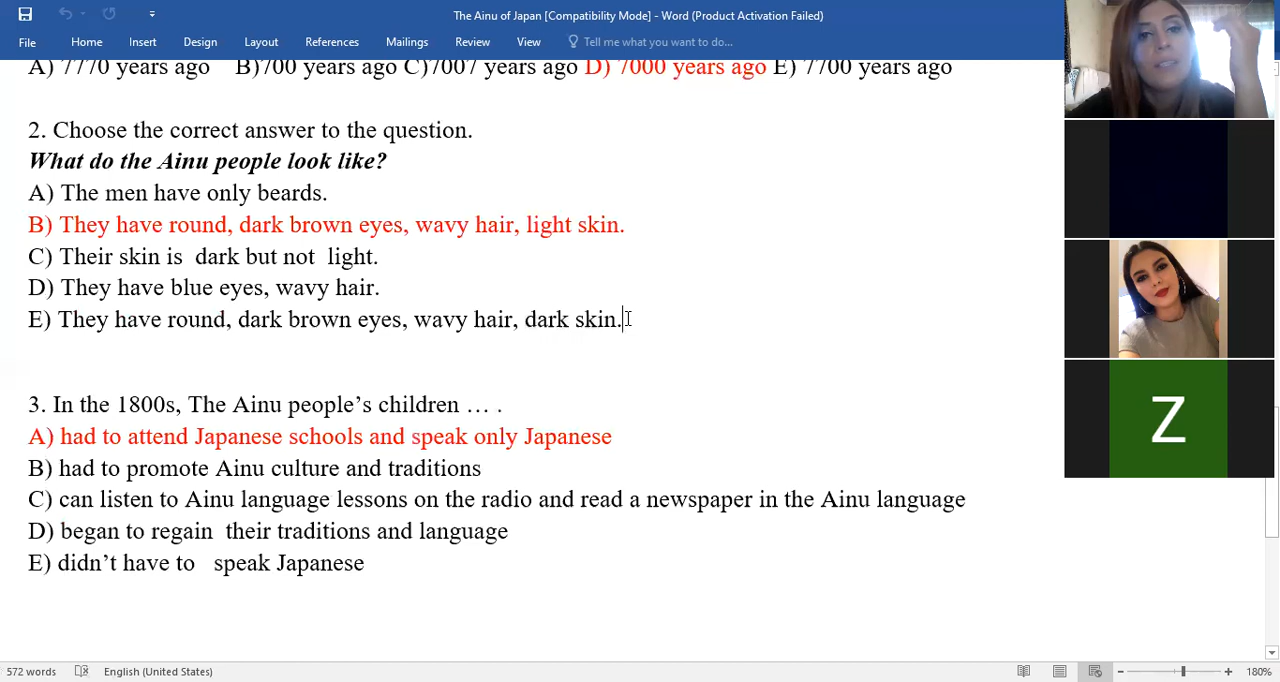 The Ainu of Japan [Compatibility Mode] - Word (Product Activation Failed)
File Home Insert Design Layout References Mailings Review View Tell me what you want to do...
A) 7770 years ago B)700 years ago C)7007 years ago D) 7000 years ago E) 7700 years ago
2. Choose the correct answer to the question.
What do the Ainu people look like?
A) The men have only beards.
B) They have round, dark brown eyes, wavy hair, light skin.
C) Their skin is dark but not light.
D) They have blue eyes, wavy hair.
E) They have round, dark brown eyes, wavy hair, dark skin.
3. In the 1800s, The Ainu people’s children … .
A) had to attend Japanese schools and speak only Japanese
B) had to promote Ainu culture and traditions
C) can listen to Ainu language lessons on the radio and read a newspaper in the Ainu language
D) began to regain their traditions and language
E) didn’t have to speak Japanese
Z
572 words English (United States) 180%